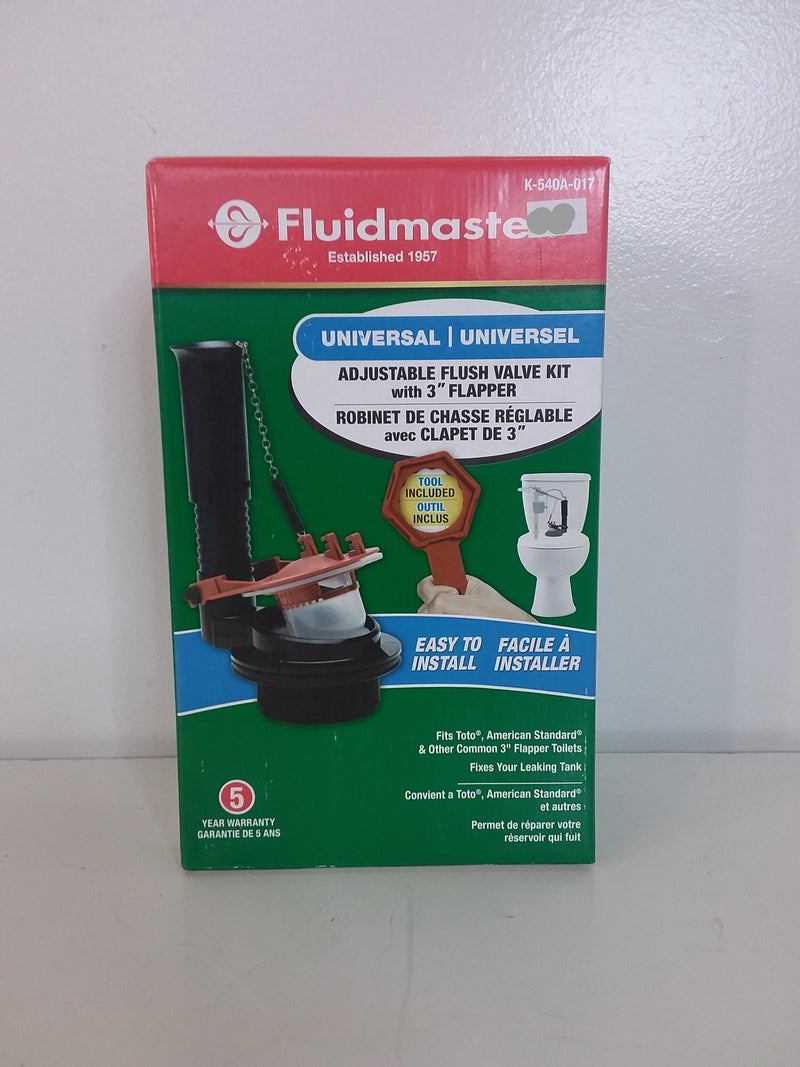 K-540A-017
Fluidmaste
Established 1957
UNIVERSAL | UNIVERSEL
ADJUSTABLE FLUSH VALVE KIT
with 3" FLAPPER
ROBINET DE CHASSE RÉGLABLE
avec CLAPET DE 3"
TOOL
INCLUDED
OUTIL
INCLUS
EASY TO
INSTALL
FACILE À
INSTALLER
Fits Toto®, American Standard®
& Other Common 3" Flapper Toilets
Fixes Your Leaking Tank
Convient a Toto®, American Standard®
et autres
Permet de réparer votre
réservoir qui fuit
5
YEAR WARRANTY
GARANTIE DE 5 ANS